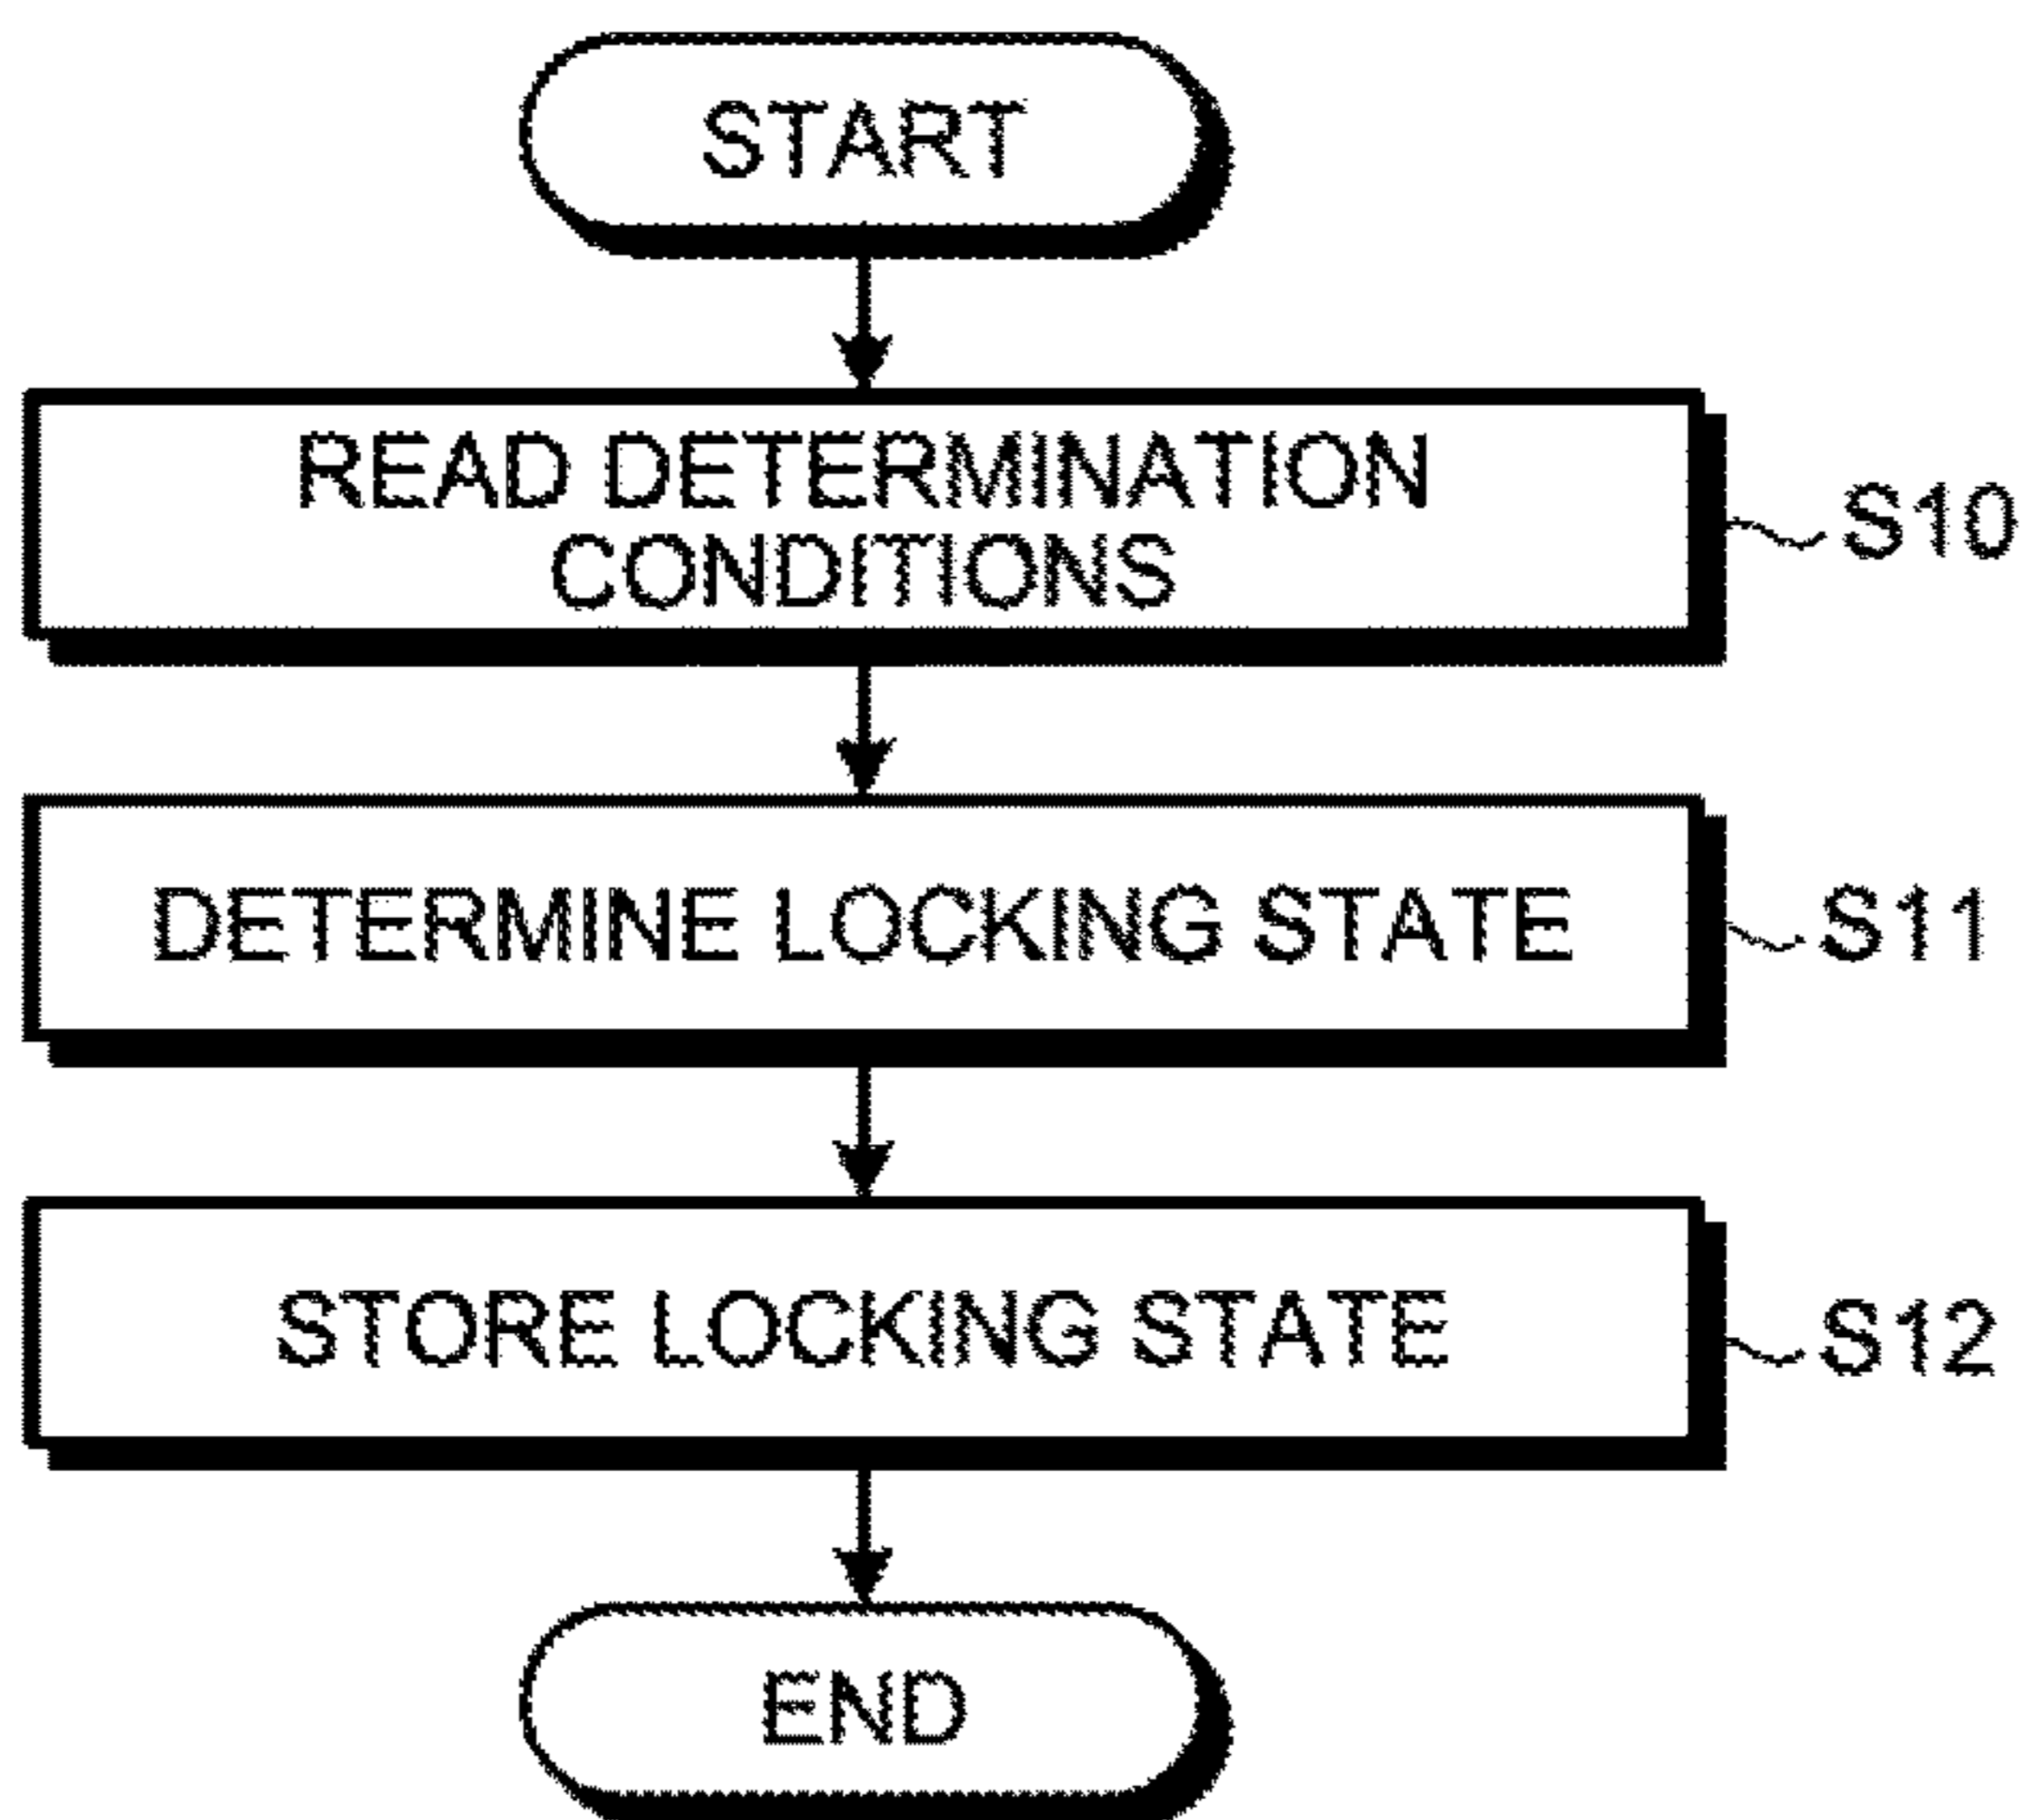 START
READ DETERMINATION
CONDITIONS
S10
DETERMINE LOCKING STATE
S11
STORE LOCKING STATE
S12
END